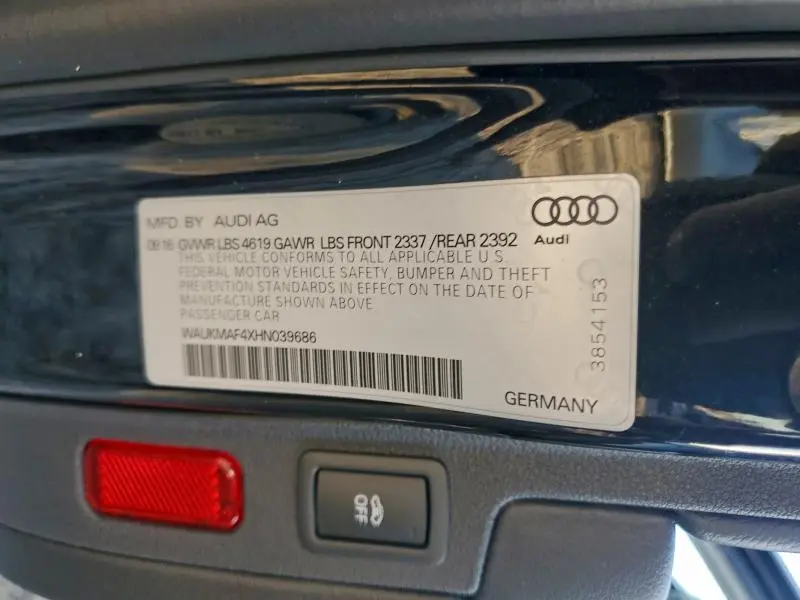 MFD. BY AUDI AG
08 16 GVWR LBS 4619 GAWR LBS FRONT 2337 /REAR 2392
Audi
THIS VEHICLE CONFORMS TO ALL APPLICABLE U.S.
FEDERAL MOTOR VEHICLE SAFETY, BUMPER AND THEFT
PREVENTION STANDARDS IN EFFECT ON THE DATE OF
MANUFACTURE SHOWN ABOVE
PASSENGER CAR
WAUKMAF4XHN039686
3854153
GERMANY
OFF